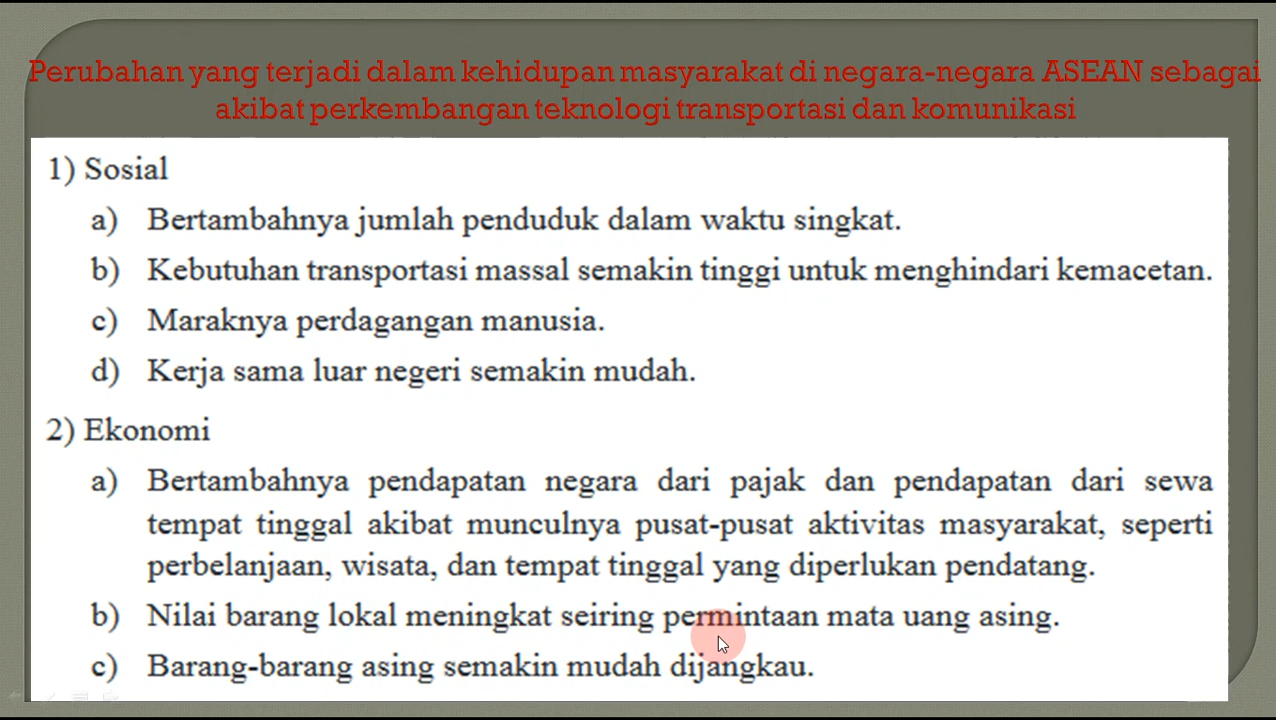 Perubahan yang terjadi dalam kehidupan masyarakat di negara-negara ASEAN sebagai
akibat perkembangan teknologi transportasi dan komunikasi
1) Sosial
a) Bertambahnya jumlah penduduk dalam waktu singkat.
b) Kebutuhan transportasi massal semakin tinggi untuk menghindari kemacetan.
c) Maraknya perdagangan manusia.
d) Kerja sama luar negeri semakin mudah.
2) Ekonomi
a) Bertambahnya pendapatan negara dari pajak dan pendapatan dari sewa
tempat tinggal akibat munculnya pusat-pusat aktivitas masyarakat, seperti
perbelanjaan, wisata, dan tempat tinggal yang diperlukan pendatang.
b) Nilai barang lokal meningkat seiring permintaan mata uang asing.
c) Barang-barang asing semakin mudah dijangkau.